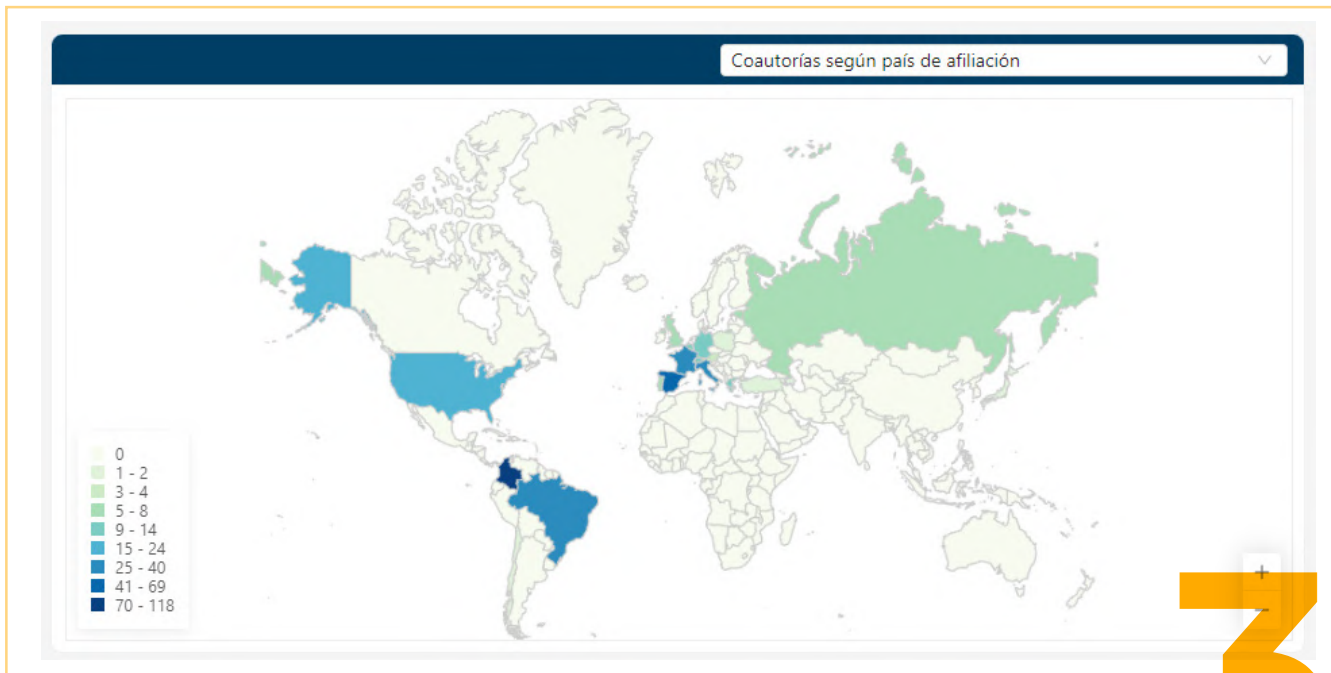 Coautorías según país de afiliación
0
1 - 2
3 - 4
5 - 8
9 - 14
15 - 24
25 - 40
41 - 69
70 - 118
+
−
3